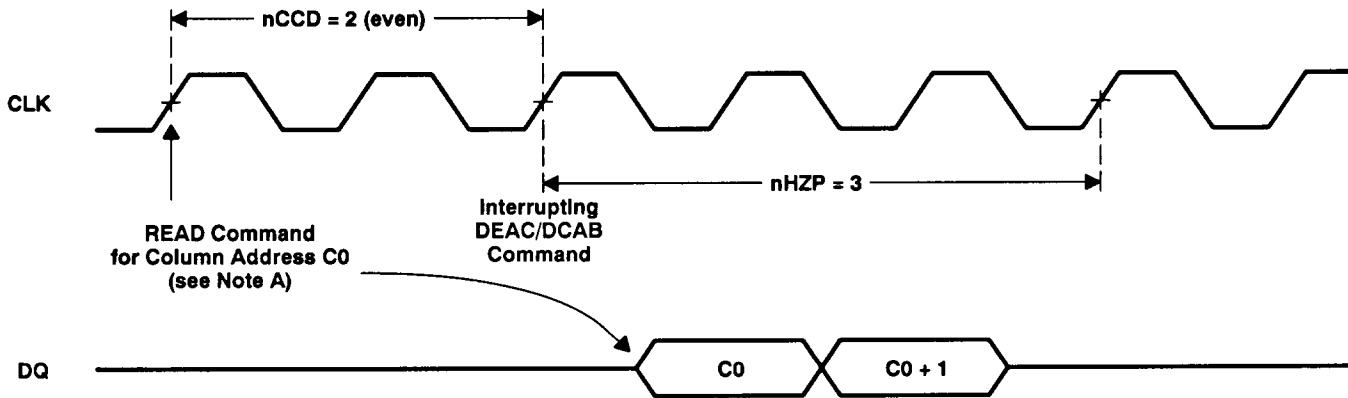 nCCD = 2 (even)
CLK
nHZP = 3
Interrupting
DEAC/DCAB
Command
READ Command
for Column Address C0
(see Note A)
DQ
C0
C0 + 1